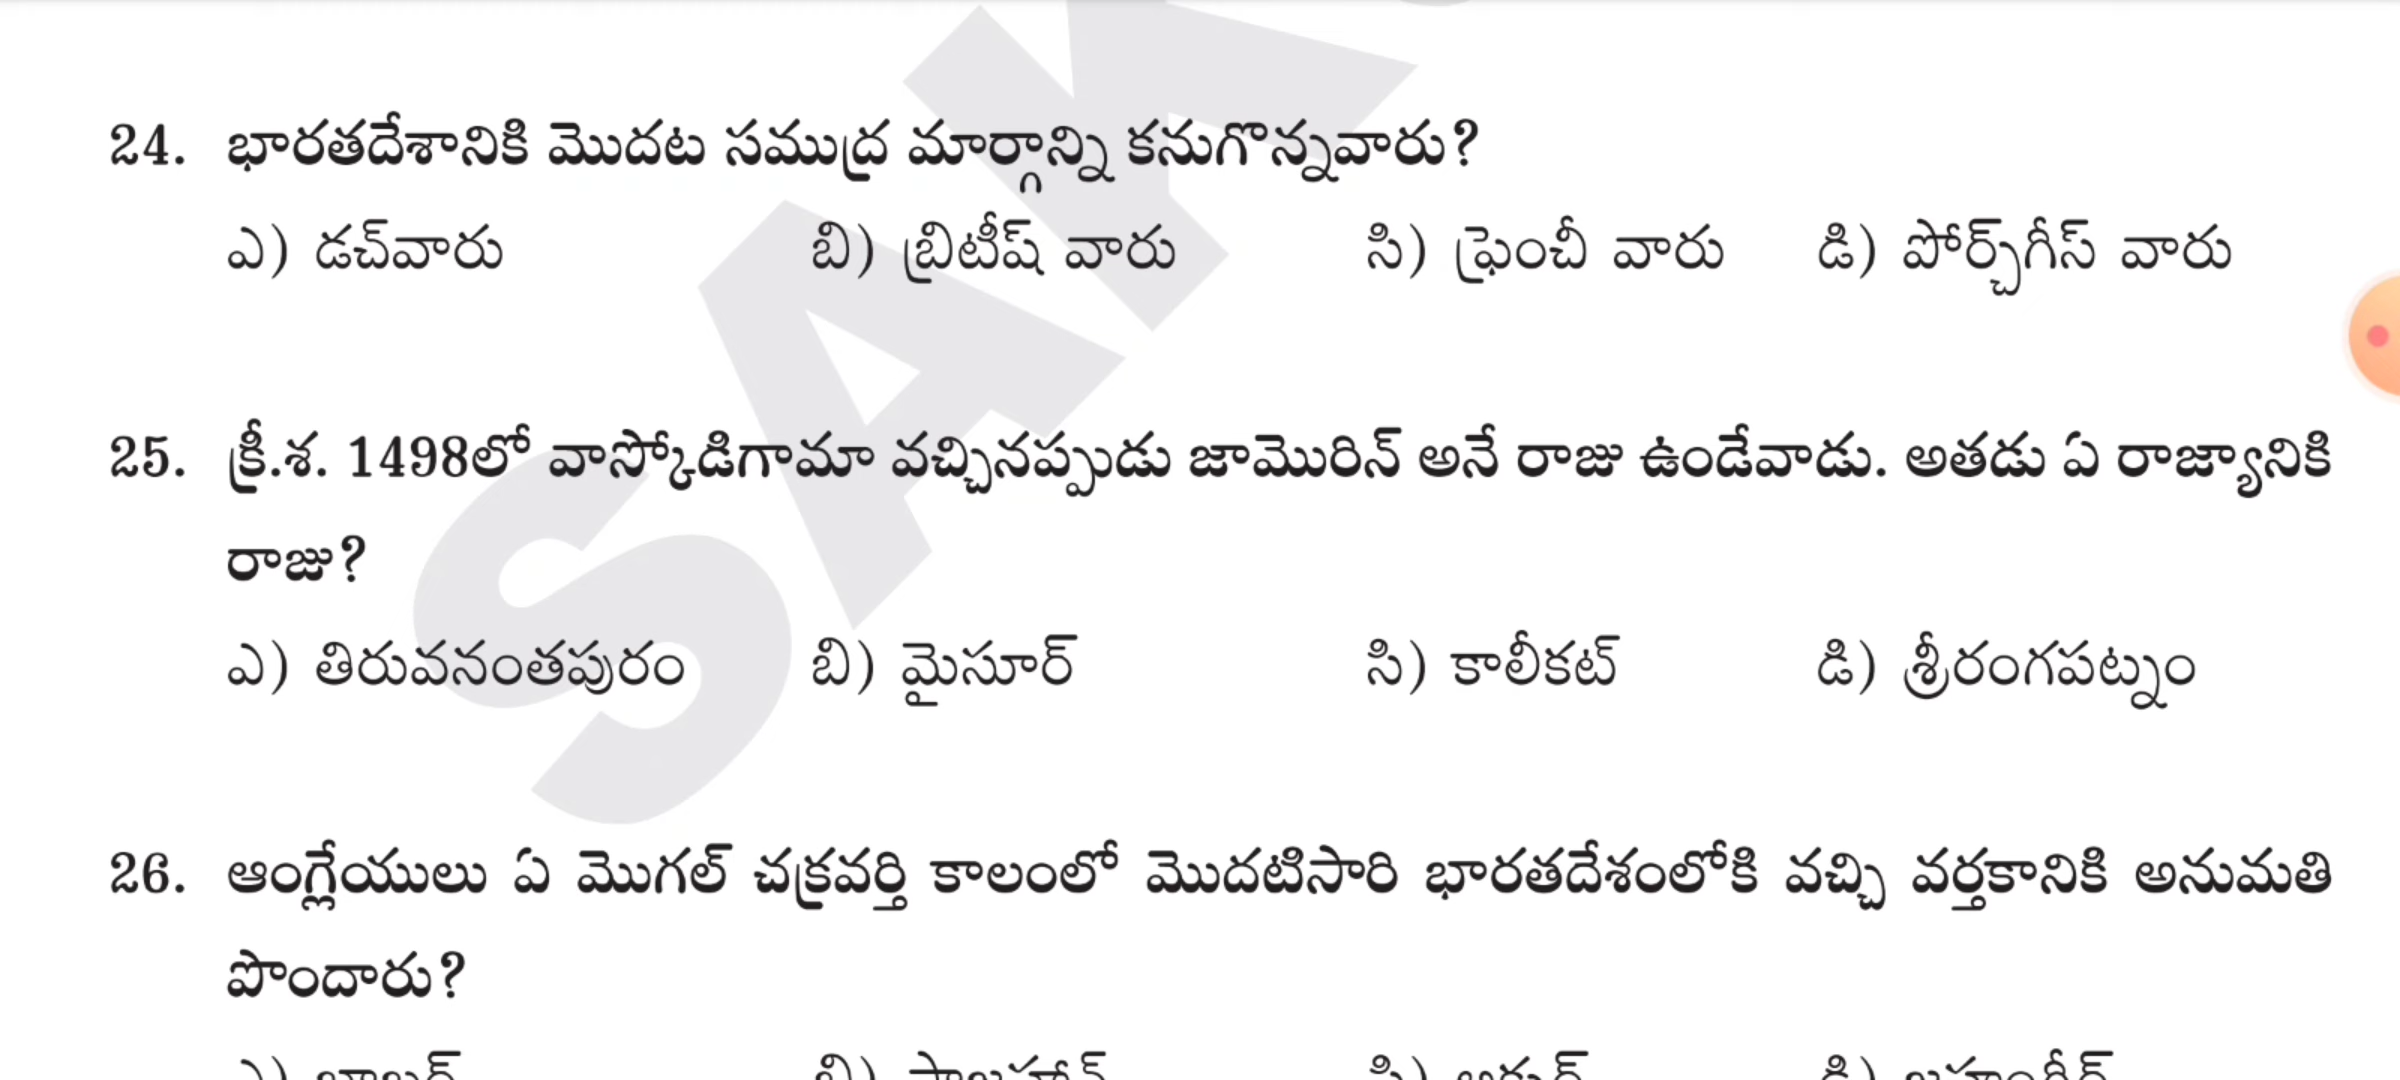 24. భారతదేశానికి మొదట సముద్ర మార్గాన్ని కనుగొన్నవారు?
ఎ) డచ్‌వారు బి) బ్రిటీష్ వారు సి) ఫ్రెంచీ వారు డి) పోర్చ్‌గీస్ వారు
25. క్రీ.శ. 1498లో వాస్కోడిగామా వచ్చినప్పుడు జామొరిన్ అనే రాజు ఉండేవాడు. అతడు ఏ రాజ్యానికి
రాజు?
ఎ) తిరువనంతపురం బి) మైసూర్ సి) కాలీకట్ డి) శ్రీరంగపట్నం
26. ఆంగ్లేయులు ఏ మొగల్ చక్రవర్తి కాలంలో మొదటిసారి భారతదేశంలోకి వచ్చి వర్తకానికి అనుమతి
పొందారు?